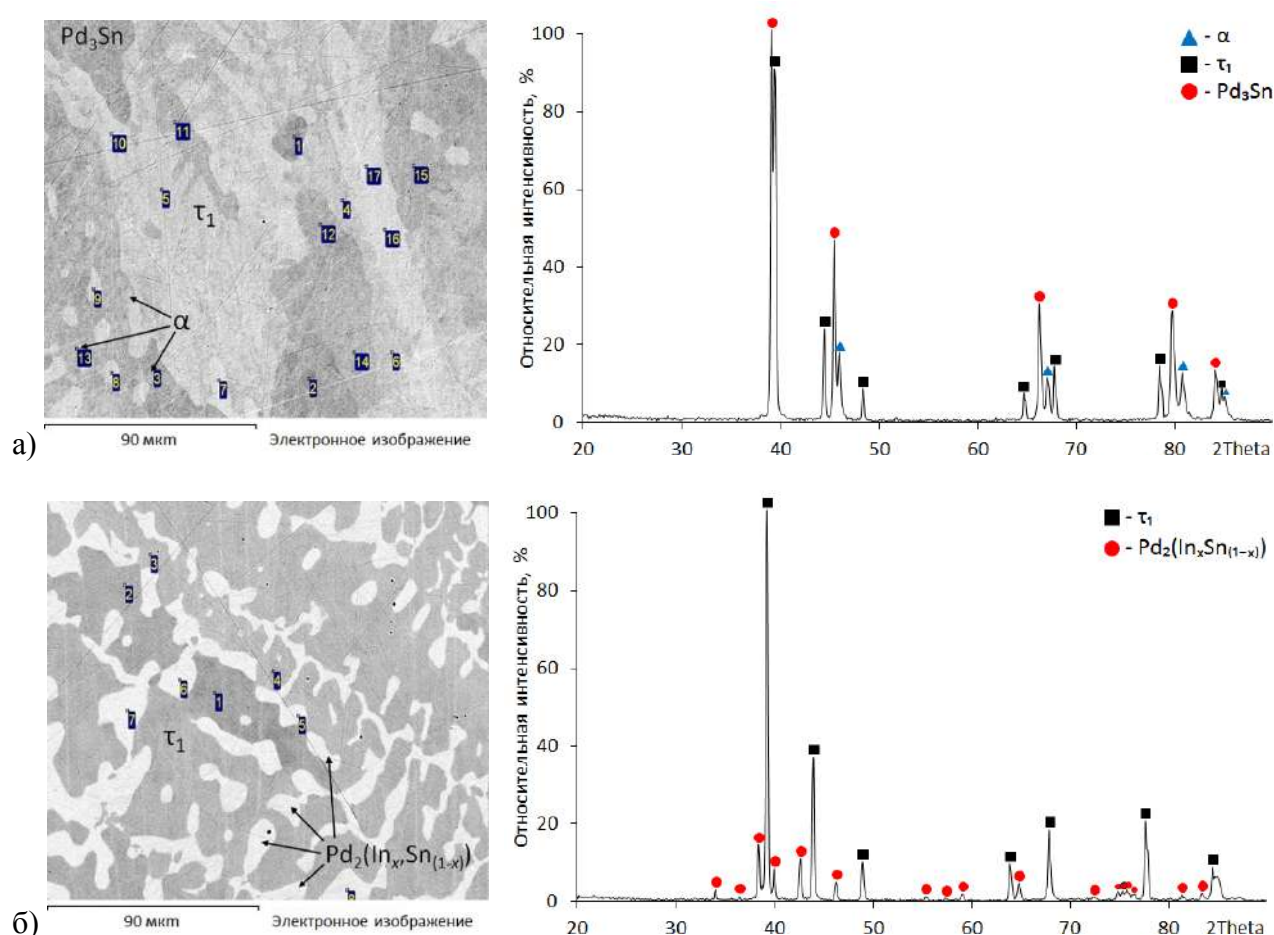 Pd₃Sn
10
11
1
17
15
5
4
12
16
τ₁
9
α
13
8
3
7
2
14
6
90 мкm
Электронное изображение
а)
Относительная интенсивность, %
100
80
60
40
20
0
20
30
40
50
60
70
80
2Theta
- α
- τ₁
- Pd₃Sn
3
2
4
6
1
7
5
τ₁
Pd₂(Inₓ,Sn₍₁₋ₓ₎)
90 мкm
Электронное изображение
б)
Относительная интенсивность, %
100
80
60
40
20
0
20
30
40
50
60
70
80
2Theta
- τ₁
- Pd₂(InₓSn₍₁₋ₓ₎)